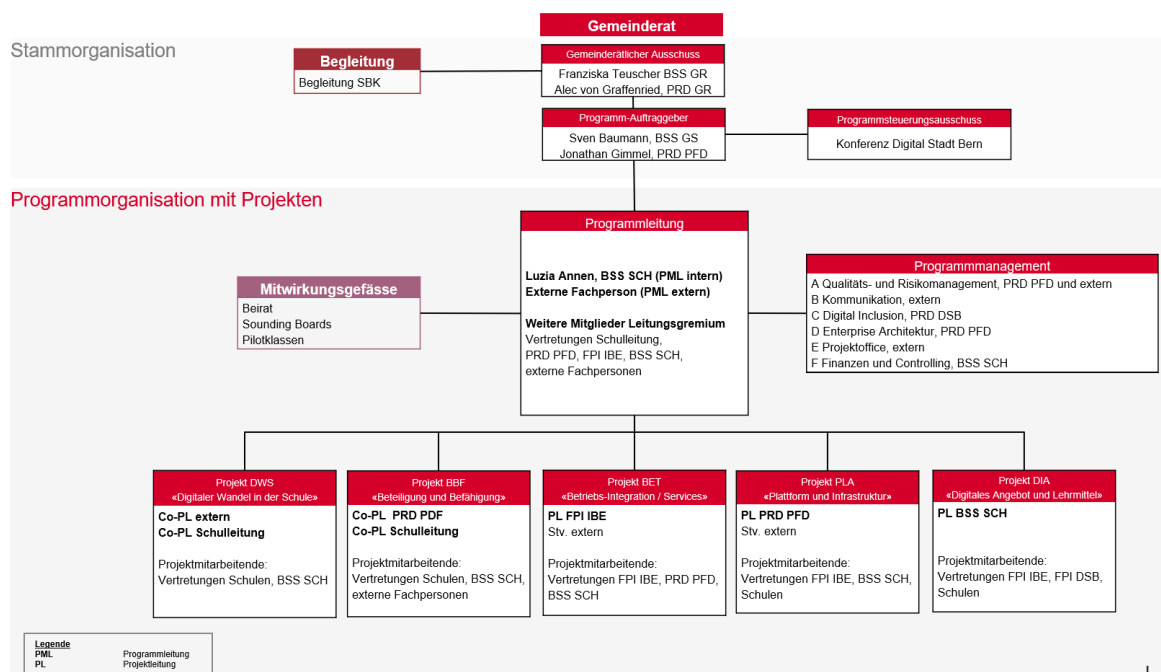 Gemeinderat
Stammorganisation
Begleitung
Begleitung SBK
Gemeinderätlicher Ausschuss
Franziska Teuscher BSS GR
Alec von Graffenried, PRD GR
Programm-Auftraggeber
Sven Baumann, BSS GS
Jonathan Gimmel, PRD PFD
Programmsteuerungsausschuss
Konferenz Digital Stadt Bern
Programmorganisation mit Projekten
Programmleitung
Luzia Annen, BSS SCH (PML intern)
Externe Fachperson (PML extern)
Weitere Mitglieder Leitungsgremium
Vertretungen Schulleitung,
PRD PFD, FPI IBE, BSS SCH,
externe Fachpersonen
Mitwirkungsgefässe
Beirat
Sounding Boards
Pilotklassen
Programmmanagement
A Qualitäts- und Risikomanagement, PRD PFD und extern
B Kommunikation, extern
C Digital Inclusion, PRD DSB
D Enterprise Architektur, PRD PFD
E Projektoffice, extern
F Finanzen und Controlling, BSS SCH
Projekt DWS
«Digitaler Wandel in der Schule»
Co-PL extern
Co-PL Schulleitung
Projektmitarbeitende:
Vertretungen Schulen, BSS SCH
Projekt BBF
«Beteiligung und Befähigung»
Co-PL PRD PDF
Co-PL Schulleitung
Projektmitarbeitende:
Vertretungen Schulen, BSS SCH,
externe Fachpersonen
Projekt BET
«Betriebs-Integration / Services»
PL FPI IBE
Stv. extern
Projektmitarbeitende:
Vertretungen FPI IBE, PRD PFD,
BSS SCH
Projekt PLA
«Plattform und Infrastruktur»
PL PRD PFD
Stv. extern
Projektmitarbeitende:
Vertretungen FPI IBE, BSS SCH,
Schulen
Projekt DIA
«Digitales Angebot und Lehrmittel»
PL BSS SCH
Projektmitarbeitende:
Vertretungen FPI IBE, FPI DSB,
Schulen
Legende
PML Programmleitung
PL Projektleitung